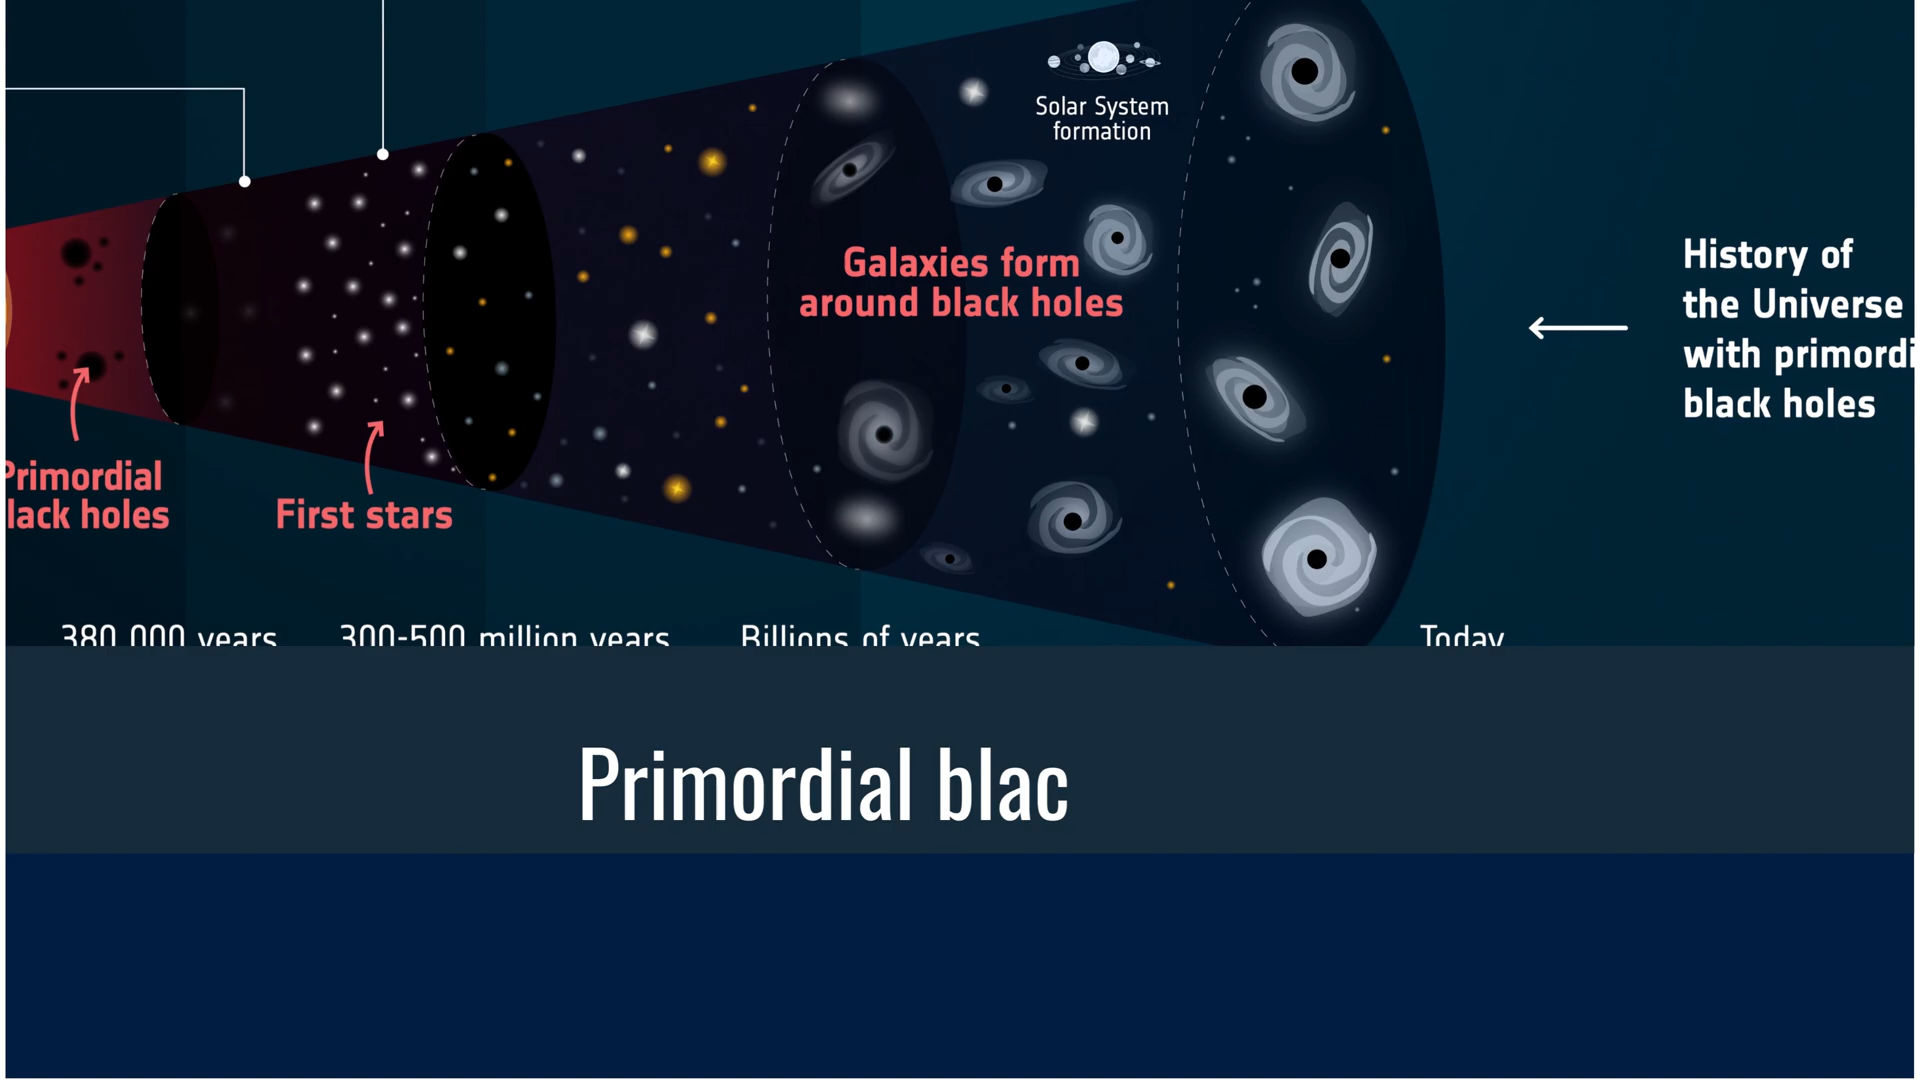 Solar System
formation
Galaxies form
around black holes
History of
the Universe
with primordi
black holes
Primordial
lack holes
First stars
380 000 years
300-500 million years
Billions of years
Today
Primordial blac